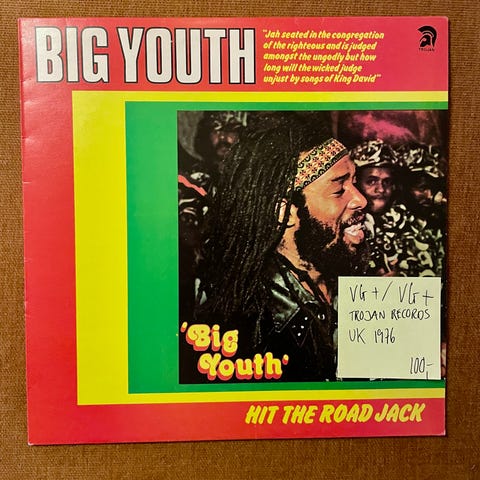 BIG YOUTH
"Jah seated in the congregation
of the righteous and is judged
amongst the ungodly but how
long will the wicked judge
unjust by songs of King David"
TROJAN
'Big
Youth'
VG+/VG+
TROJAN RECORDS
UK 1976
100,-
HIT THE ROAD JACK